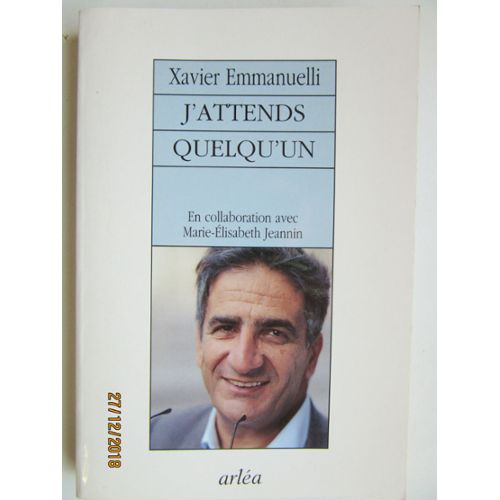 Xavier Emmanuelli
J'ATTENDS
QUELQU'UN
En collaboration avec
Marie-Élisabeth Jeannin
arléa
27/12/2018